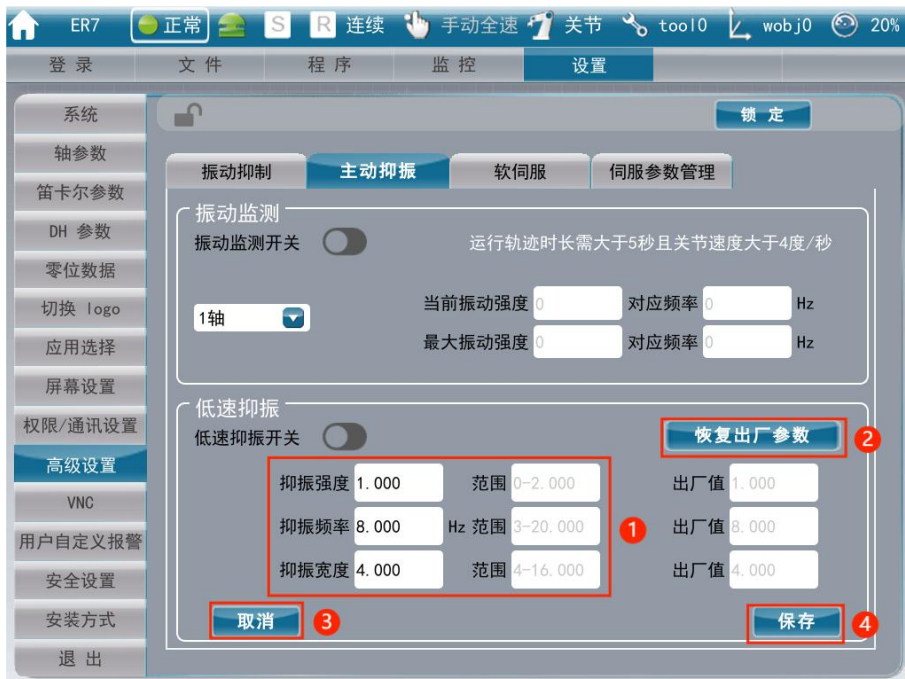 ER7 正常 S R 连续 手动全速 关节 tool0 wobj0 20%
登 录 文 件 程 序 监 控 设置
系统
轴参数
笛卡尔参数
DH 参数
零位数据
切换 logo
应用选择
屏幕设置
权限/通讯设置
高级设置
VNC
用户自定义报警
安全设置
安装方式
退 出
锁 定
振动抑制 主动抑振 软伺服 伺服参数管理
振动监测
振动监测开关 运行轨迹时长需大于5秒且关节速度大于4度/秒
1轴 当前振动强度 0 对应频率 0 Hz
最大振动强度 0 对应频率 0 Hz
低速抑振
低速抑振开关 恢复出厂参数 2
抑振强度 1.000 范围 0-2.000 出厂值 1.000
抑振频率 8.000 Hz 范围 3-20.000 1 出厂值 8.000
抑振宽度 4.000 范围 4-16.000 出厂值 4.000
取消 3 保存 4